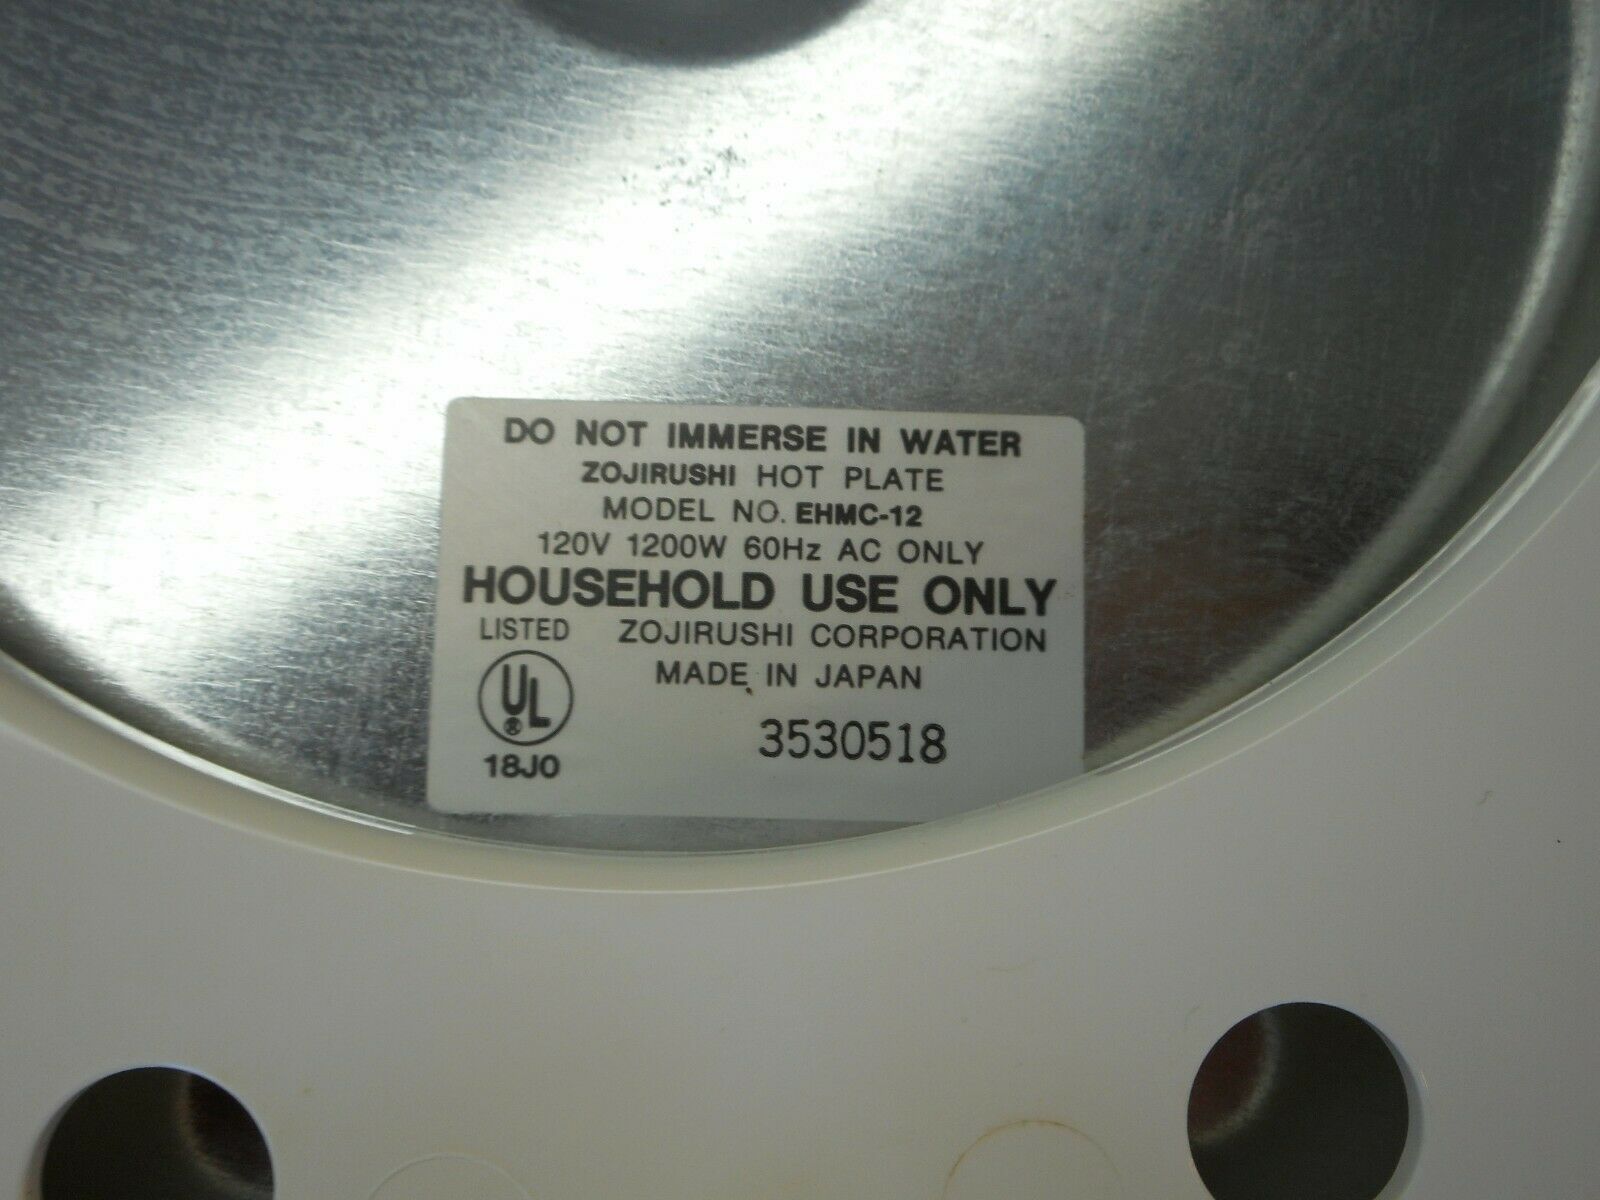 DO NOT IMMERSE IN WATER
ZOJIRUSHI HOT PLATE
MODEL NO. EHMC-12
120V 1200W 60Hz AC ONLY
HOUSEHOLD USE ONLY
LISTED ZOJIRUSHI CORPORATION
MADE IN JAPAN
UL ®
3530518
18J0